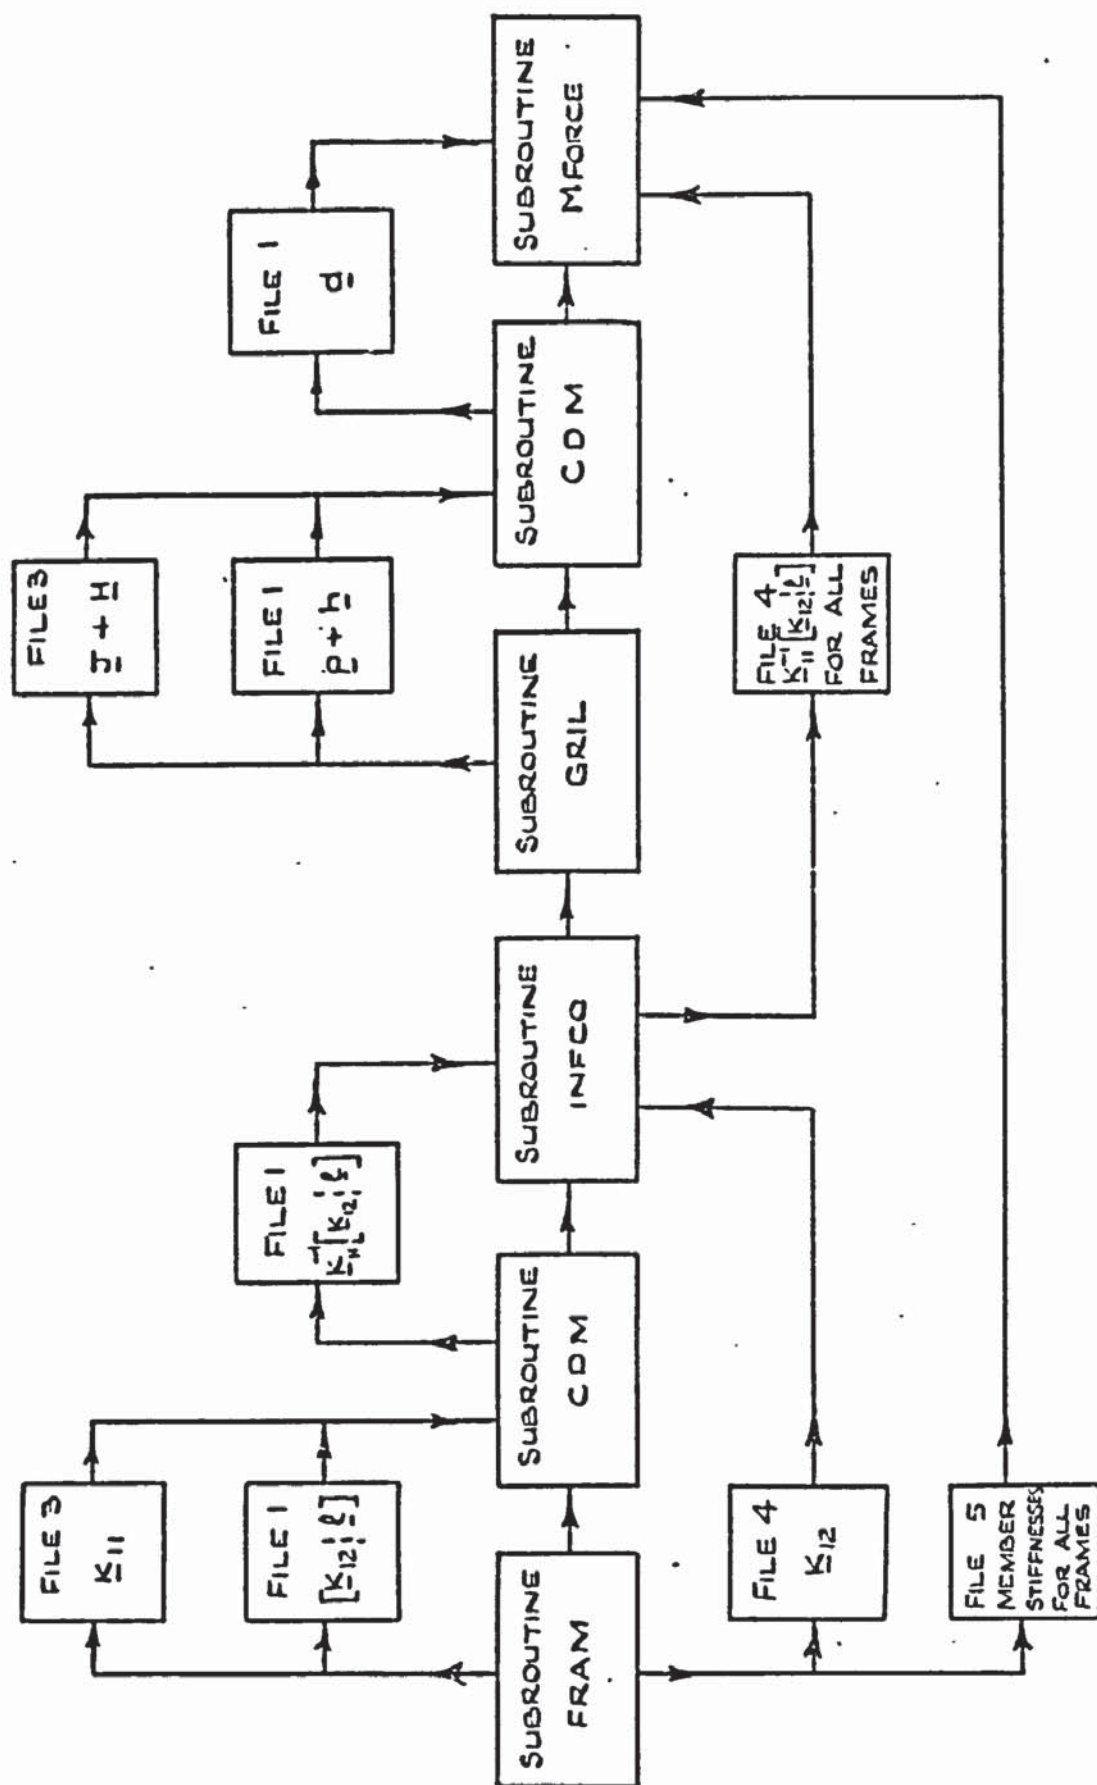 FILE 3
K11
FILE 1
[K12 ¦ ℓ]
SUBROUTINE
FRAM
FILE 4
K12
FILE 5
MEMBER
STIFFNESSES
FOR ALL
FRAMES
SUBROUTINE
CDM
FILE 1
K11⁻¹[K12 ¦ ℓ]
SUBROUTINE
INFCO
SUBROUTINE
GRIL
FILE 3
J + H
FILE 1
p + h
FILE 4
K11⁻¹[K12 ¦ ℓ]
FOR ALL
FRAMES
SUBROUTINE
CDM
FILE 1
d
SUBROUTINE
MFORCE